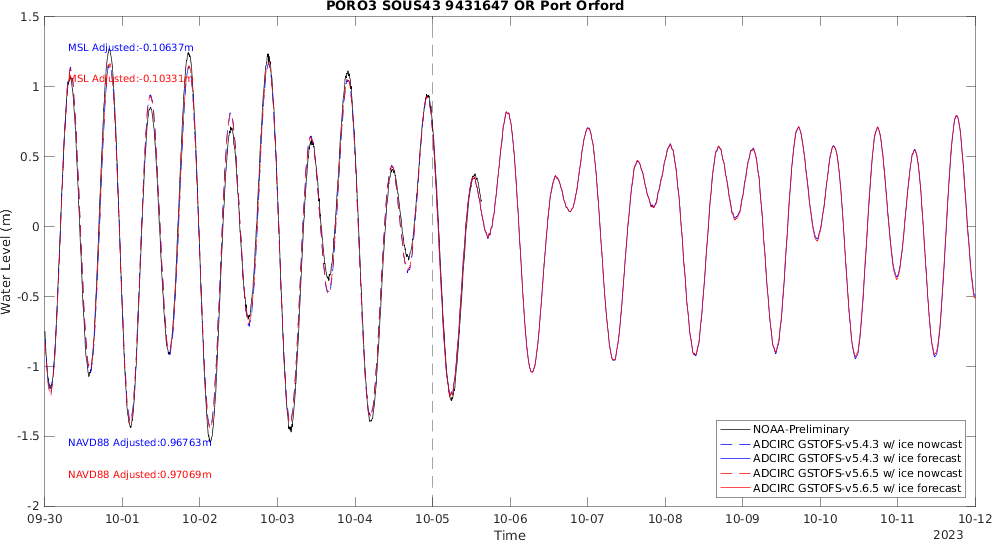 PORO3 SOUS43 9431647 OR Port Orford
1.5
1
0.5
0
-0.5
-1
-1.5
-2
Water Level (m)
MSL Adjusted:-0.10637m
MSL Adjusted:-0.10331m
NAVD88 Adjusted:0.96763m
NAVD88 Adjusted:0.97069m
NOAA-Preliminary
ADCIRC GSTOFS-v5.4.3 w/ ice nowcast
ADCIRC GSTOFS-v5.4.3 w/ ice forecast
ADCIRC GSTOFS-v5.6.5 w/ ice nowcast
ADCIRC GSTOFS-v5.6.5 w/ ice forecast
09-30 10-01 10-02 10-03 10-04 10-05 10-06 10-07 10-08 10-09 10-10 10-11 10-12
Time
2023